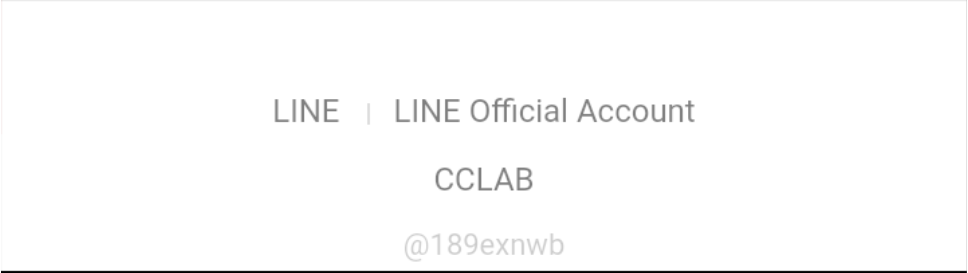 LINE | LINE Official Account
CCLAB
@189exnwb